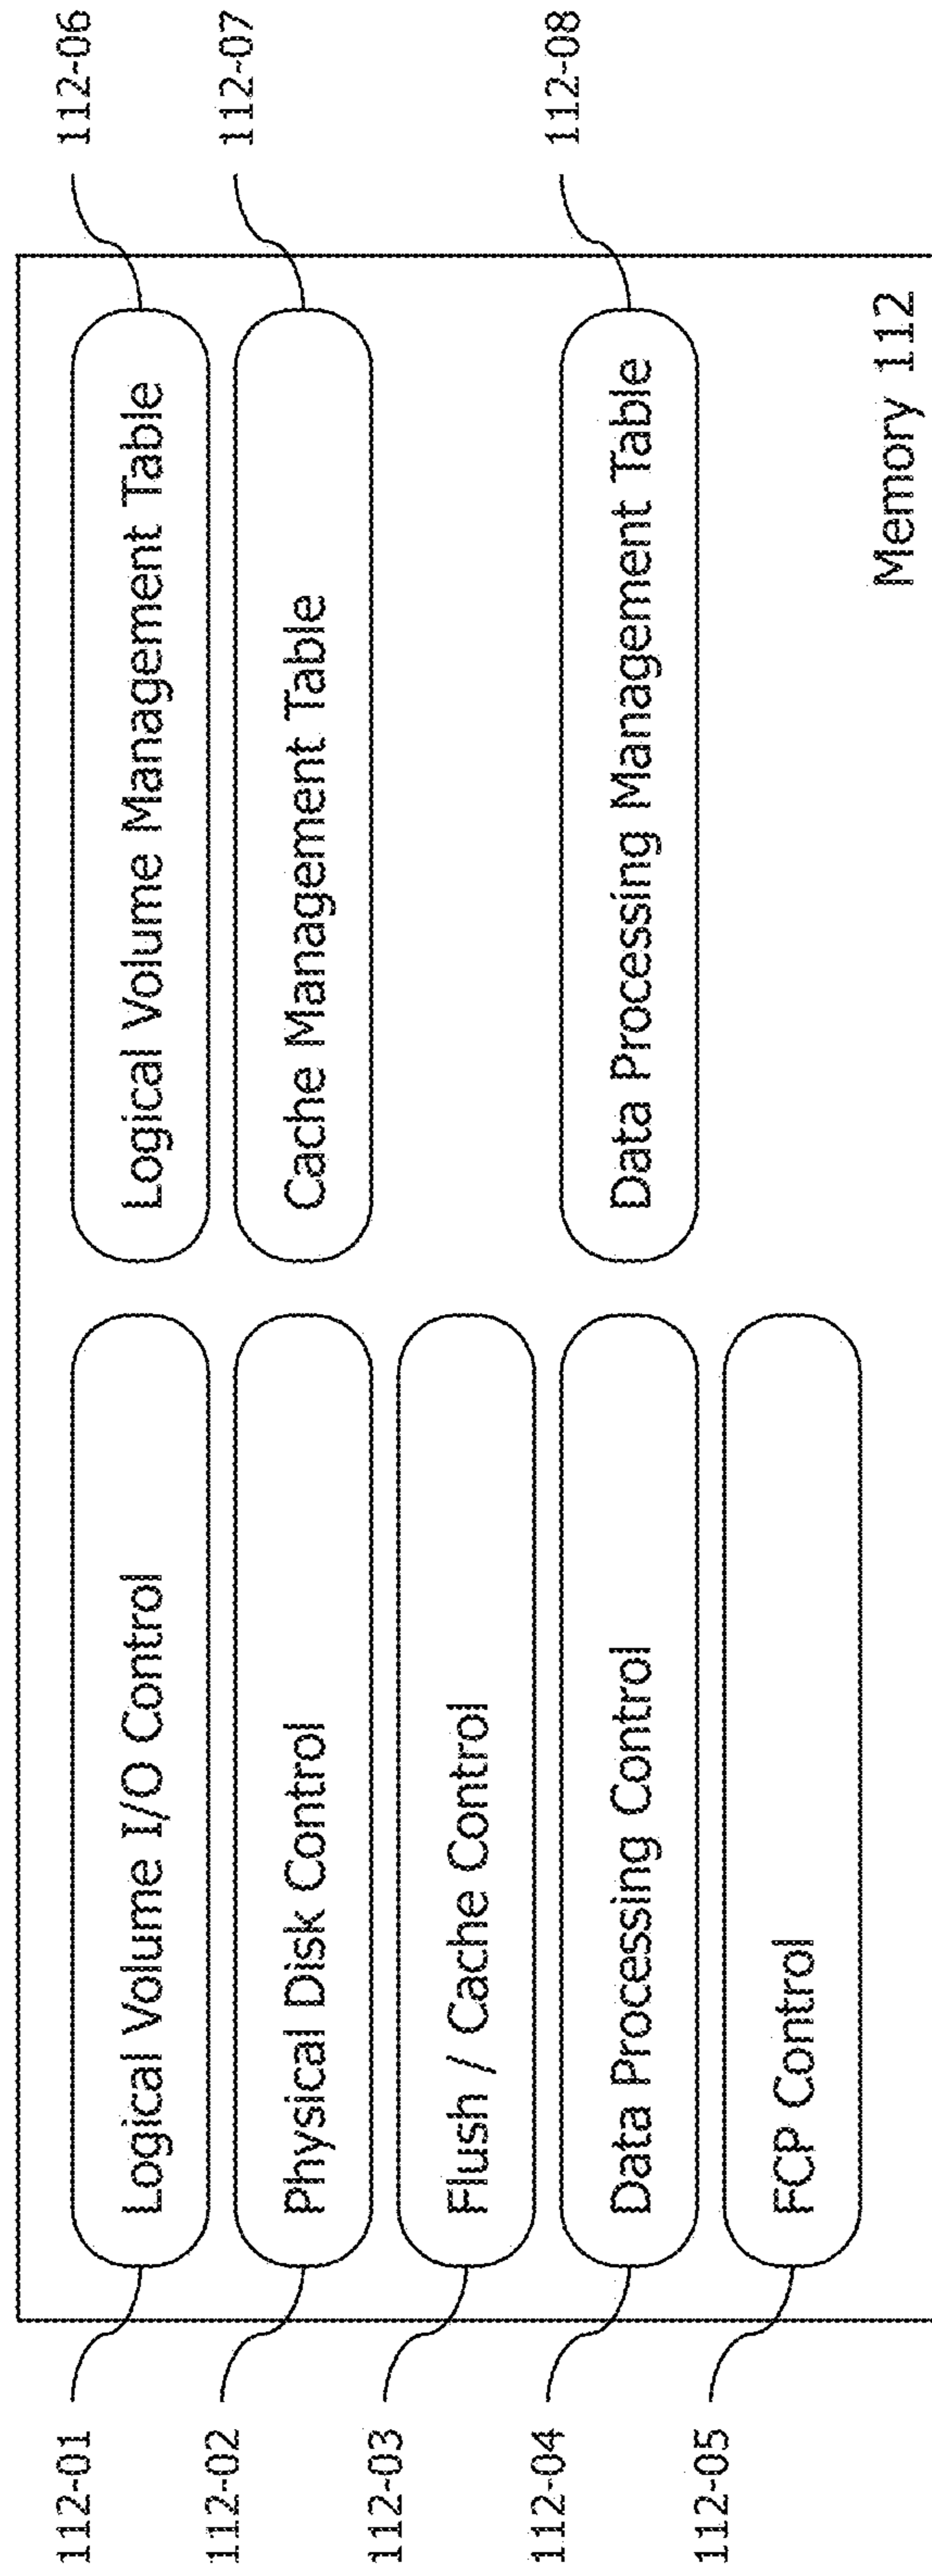 112-01
Logical Volume I/O Control
Logical Volume Management Table
112-06
112-02
Physical Disk Control
Cache Management Table
112-07
112-03
Flush / Cache Control
112-04
Data Processing Control
Data Processing Management Table
112-08
112-05
FCP Control
Memory 112